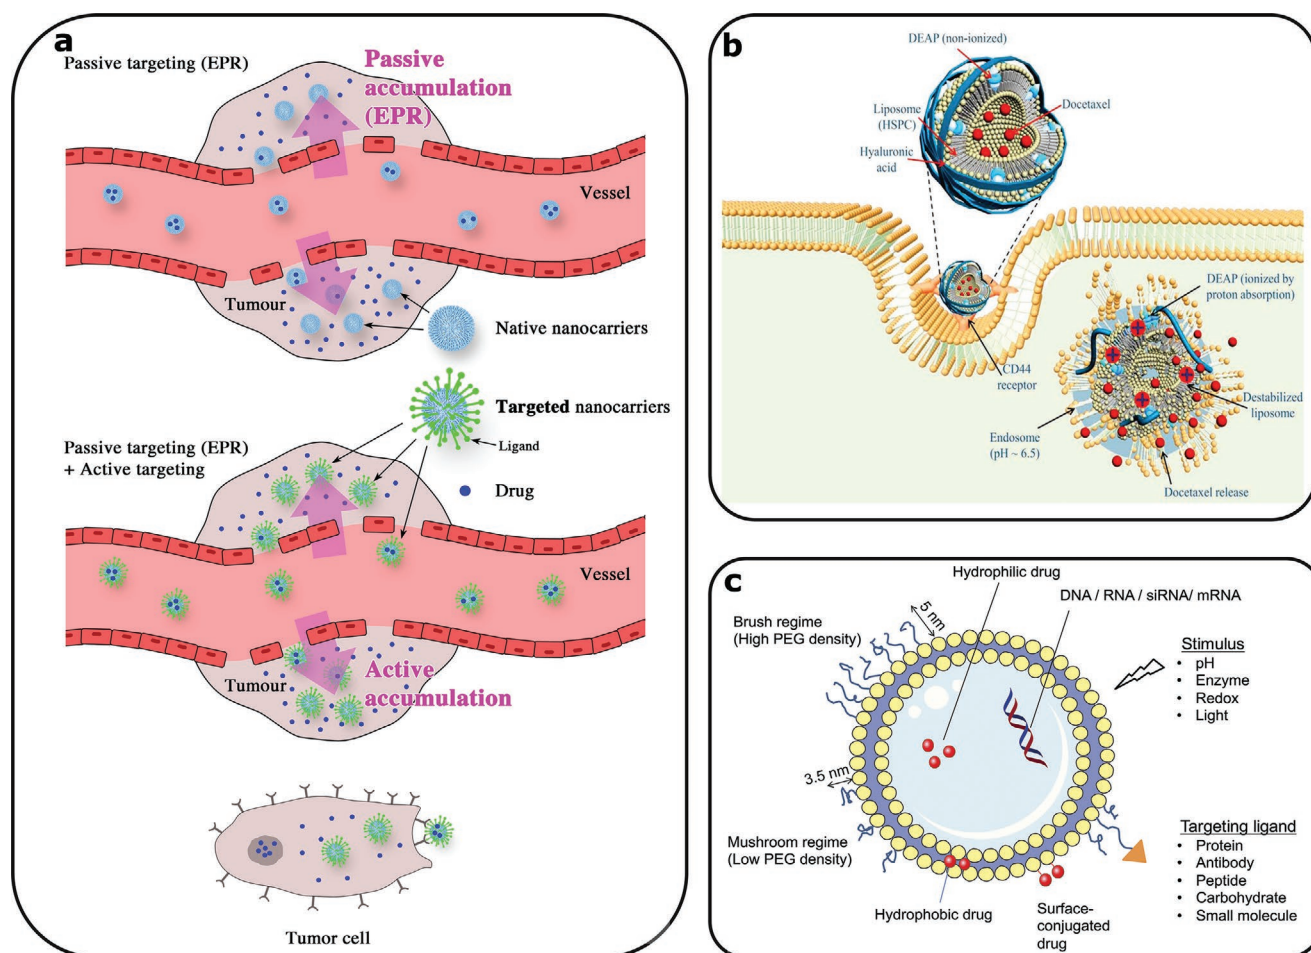 a
Passive targeting (EPR)
Passive
accumulation
(EPR)
Vessel
Tumour
Native nanocarriers
Targeted nanocarriers
Ligand
Passive targeting (EPR)
+ Active targeting
Drug
Vessel
Tumour
Active
accumulation
Tumor cell
b
DEAP (non-ionized)
Liposome
(HSPC)
Docetaxel
Hyaluronic
acid
DEAP (ionized by
proton absorption)
CD44
receptor
Destabilized
liposome
Endosome
(pH ~ 6.5)
Docetaxel release
c
Hydrophilic drug
DNA / RNA / siRNA/ mRNA
5 nm
Brush regime
(High PEG density)
Stimulus
• pH
• Enzyme
• Redox
• Light
3.5 nm
Mushroom regime
(Low PEG density)
Targeting ligand
• Protein
• Antibody
• Peptide
• Carbohydrate
• Small molecule
Hydrophobic drug
Surface-
conjugated
drug